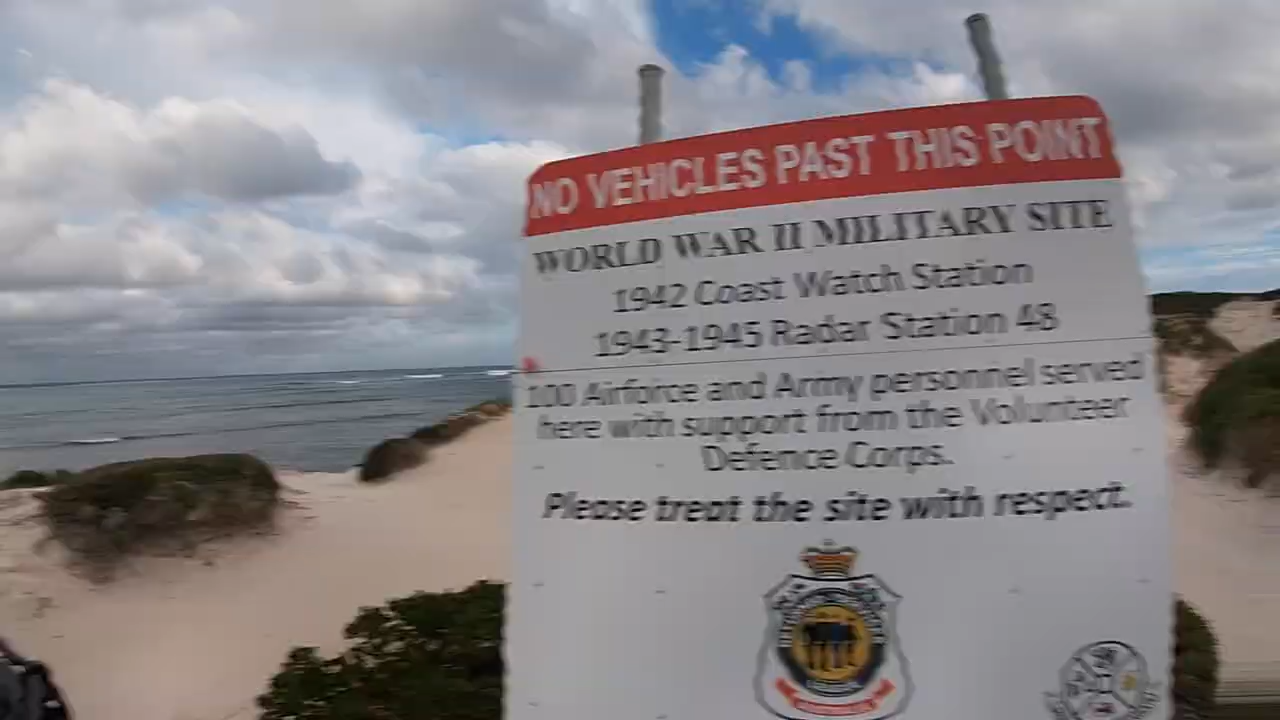 NO VEHICLES PAST THIS POINT
WORLD WAR II MILITARY SITE
1942 Coast Watch Station
1943-1945 Radar Station 48
100 Airforce and Army personnel served
here with support from the Volunteer
Defence Corps.
Please treat the site with respect.